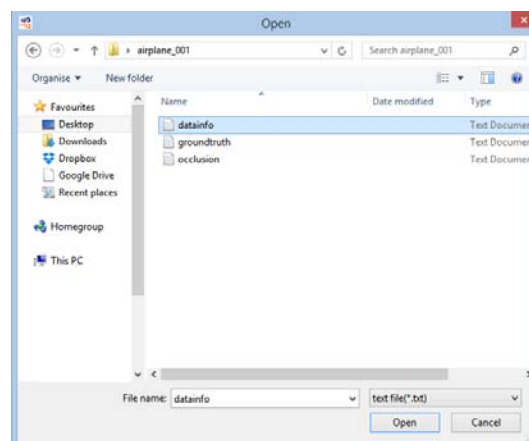 Open
airplane_001
Search airplane_001
Organise
New folder
Name
Date modified
Type
Favourites
Desktop
Downloads
Dropbox
Google Drive
Recent places
Homegroup
This PC
datainfo
Text Documen
groundtruth
Text Documen
occlusion
Text Documen
File name: datainfo
text file(*.txt)
Open
Cancel